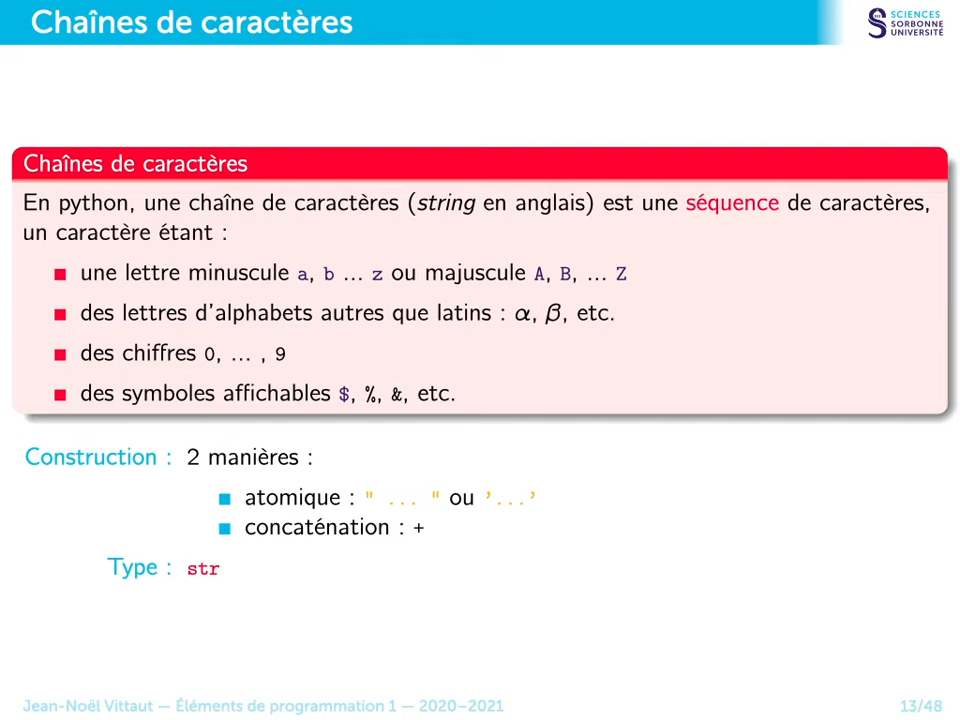 Chaînes de caractères
SCIENCES
SORBONNE
UNIVERSITÉ
Chaînes de caractères
En python, une chaîne de caractères (string en anglais) est une séquence de caractères,
un caractère étant :
une lettre minuscule a, b ... z ou majuscule A, B, ... Z
des lettres d'alphabets autres que latins : α, β, etc.
des chiffres 0, ... , 9
des symboles affichables $, %, &, etc.
Construction : 2 manières :
atomique : " ... " ou '...'
concaténation : +
Type : str
Jean-Noël Vittaut — Éléments de programmation 1 — 2020–2021
13/48